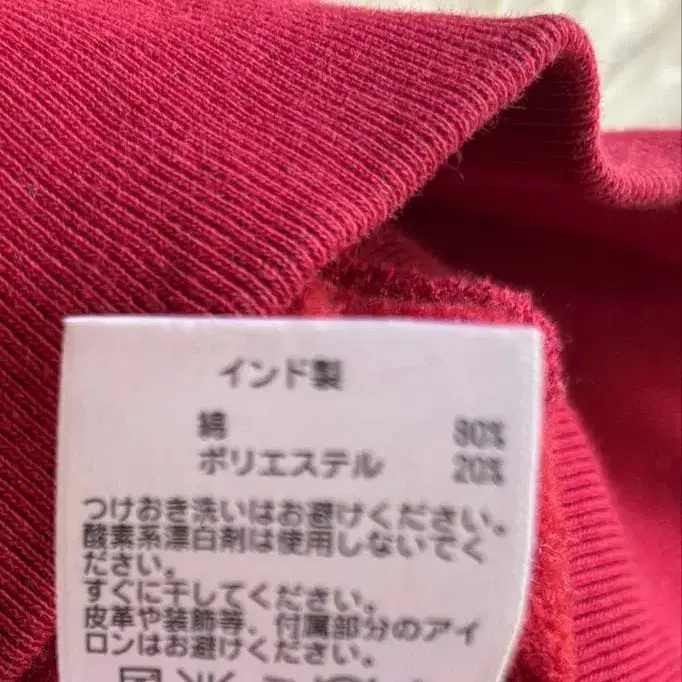 インド製
綿 80%
ポリエステル 20%
つけおき洗いはお避けください。
酸素系漂白剤は使用しないでく
ださい。
すぐに干してください。
皮革や装飾等、付属部分のアイ
ロンはお避けください。